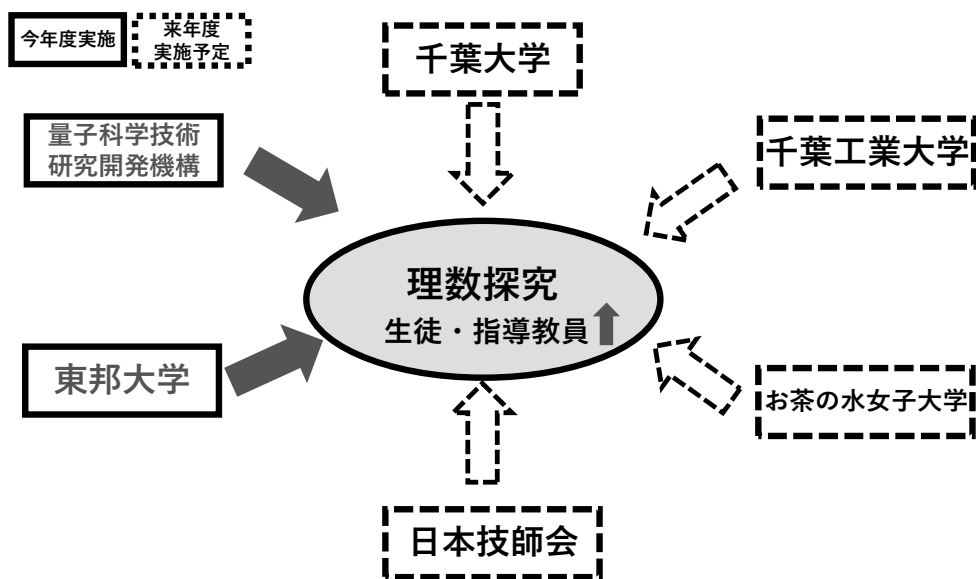 今年度実施
来年度
実施予定
千葉大学
量子科学技術
研究開発機構
千葉工業大学
理数探究
生徒・指導教員
東邦大学
お茶の水女子大学
日本技師会